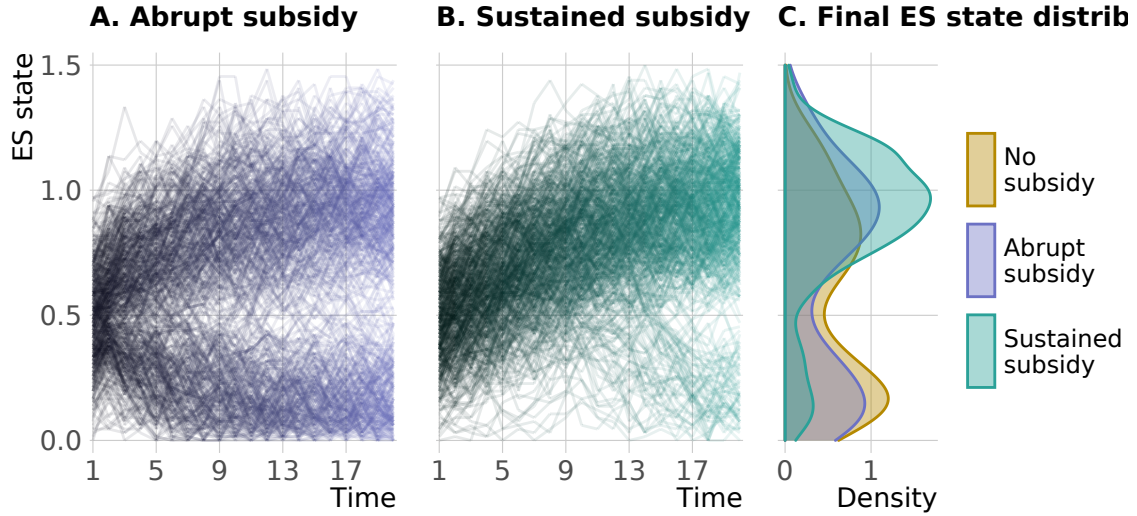 A. Abrupt subsidy
B. Sustained subsidy
C. Final ES state distrib
ES state
1.5
1.0
0.5
0.0
1 5 9 13 17
Time
1 5 9 13 17
Time
0 1
Density
No
subsidy
Abrupt
subsidy
Sustained
subsidy